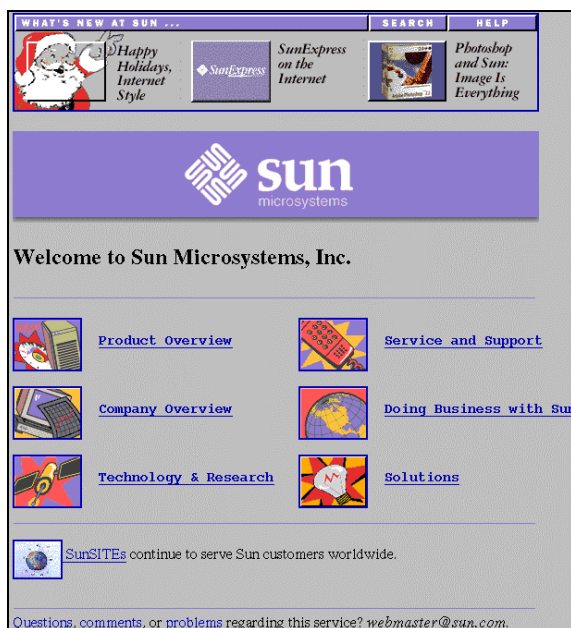 WHAT'S NEW AT SUN ...
SEARCH
HELP
Happy
Holidays,
Internet
Style
SunExpress
SunExpress
on the
Internet
Photoshop
and Sun:
Image Is
Everything
sun
microsystems
Welcome to Sun Microsystems, Inc.
Product Overview
Service and Support
Company Overview
Doing Business with Sun
Technology & Research
Solutions
SunSITEs continue to serve Sun customers worldwide.
Questions, comments, or problems regarding this service? webmaster@sun.com.